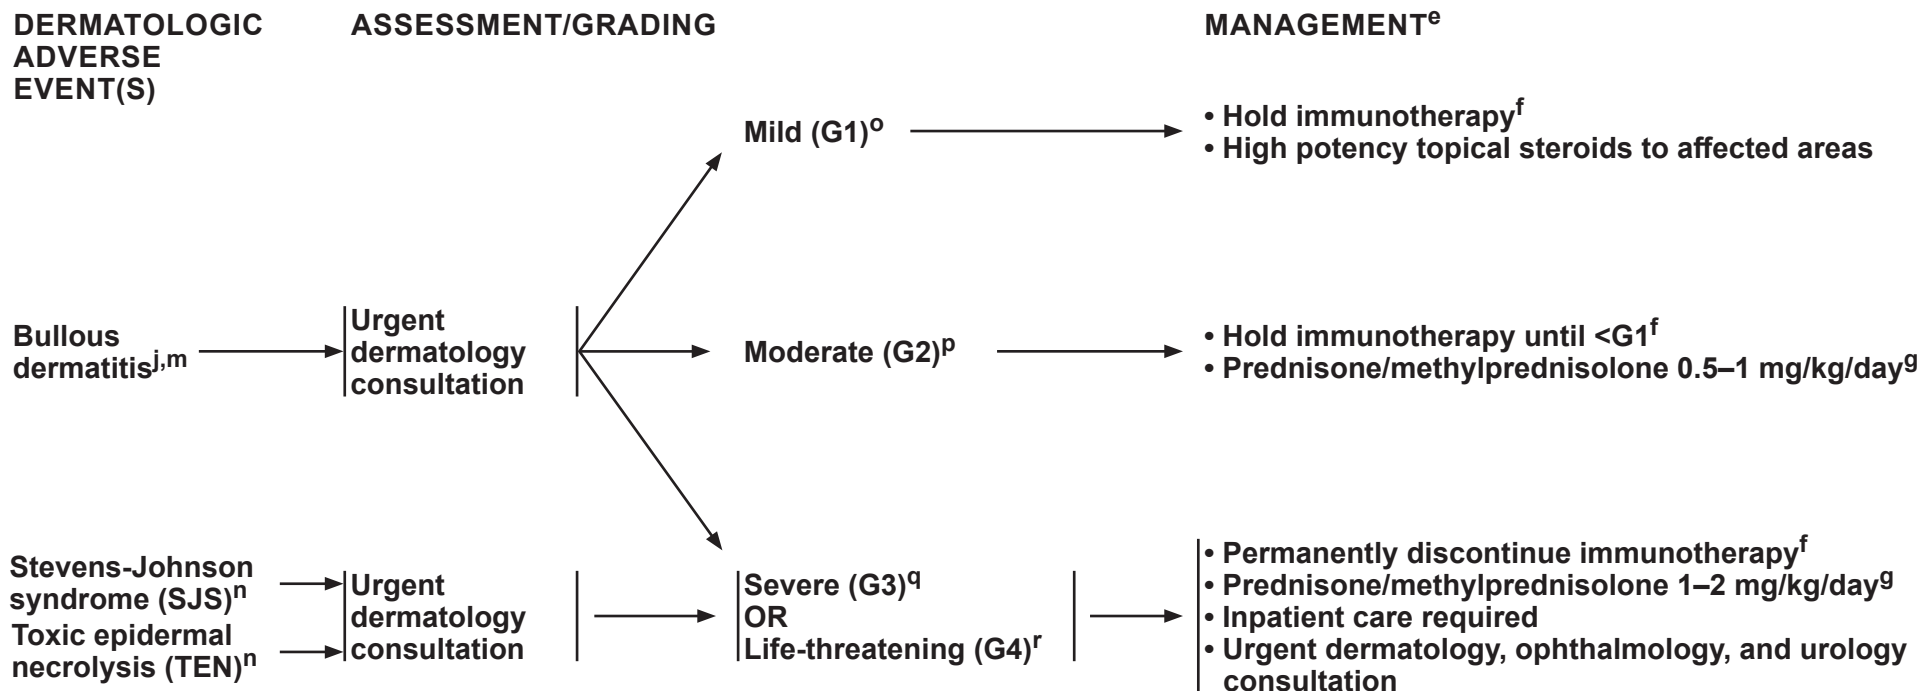 DERMATOLOGIC
ADVERSE
EVENT(S)
ASSESSMENT/GRADING
MANAGEMENTᵉ
Mild (G1)ᵒ
• Hold immunotherapyᶠ
• High potency topical steroids to affected areas
Bullous
dermatitisʲ,ᵐ
Urgent
dermatology
consultation
Moderate (G2)ᵖ
• Hold immunotherapy until <G1ᶠ
• Prednisone/methylprednisolone 0.5–1 mg/kg/dayᵍ
Stevens-Johnson
syndrome (SJS)ⁿ
Toxic epidermal
necrolysis (TEN)ⁿ
Urgent
dermatology
consultation
Severe (G3)q
OR
Life-threatening (G4)ʳ
• Permanently discontinue immunotherapyᶠ
• Prednisone/methylprednisolone 1–2 mg/kg/dayᵍ
• Inpatient care required
• Urgent dermatology, ophthalmology, and urology
consultation